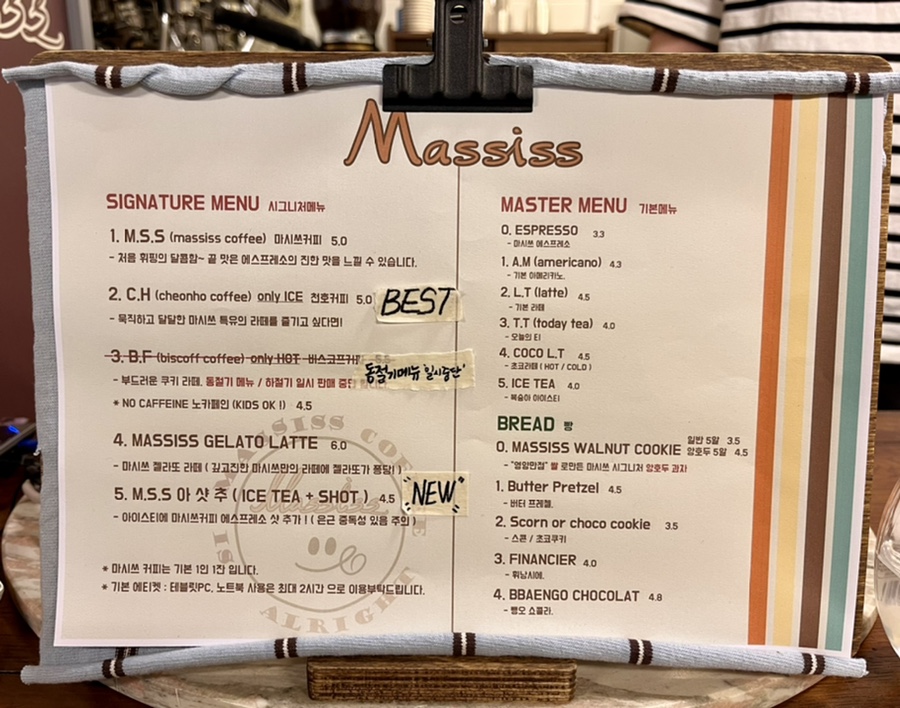 Massiss
SIGNATURE MENU 시그니처메뉴
1. M.S.S (massiss coffee) 마시쓰커피 5.0
- 처음 휘핑의 달콤함~ 끝 맛은 에스프레소의 진한 맛을 느낄 수 있습니다.
2. C.H (cheonho coffee) only ICE 천호커피 5.0
BEST
- 묵직하고 달달한 마시쓰 특유의 라떼를 즐기고 싶다면!
3. B.F (biscoff coffee) only HOT 비스코프커피 5.5
동절기메뉴 '일시중단'
- 부드러운 쿠키 라떼. 동절기 메뉴 / 하절기 일시 판매 중단
* NO CAFFEINE 노카페인 (KIDS OK !) 4.5
4. MASSISS GELATO LATTE 6.0
- 마시쓰 젤라또 라떼 ( 깊고진한 마시쓰만의 라떼에 젤라또가 퐁당! )
5. M.S.S 아 샷 추 ( ICE TEA + SHOT ) 4.5
"NEW"
- 아이스티에 마시쓰커피 에스프레소 샷 추가 ! ( 은근 중독성 있음 주의 )
* 마시쓰 커피는 기본 1인 1잔 입니다.
* 기본 에티켓 : 테블릿PC, 노트북 사용은 최대 2시간 으로 이용부탁드립니다.
MASSISS COFFEE
Massiss
IS
ALRIGHT
MASTER MENU 기본메뉴
0. ESPRESSO 3.3
- 마시쓰 에스프레소
1. A.M (americano) 4.3
- 기본 아메리카노.
2. L.T (latte) 4.5
- 기본 라떼
3. T.T (today tea) 4.0
- 오늘의 티
4. COCO L.T 4.5
- 초코라떼 ( HOT / COLD )
5. ICE TEA 4.0
- 복숭아 아이스티
BREAD 빵
0. MASSISS WALNUT COOKIE 일반 5알 3.5
앙호두 5알 4.5
- "영양만점" 쌀 로만든 마시쓰 시그니처 앙호두 과자
1. Butter Pretzel 4.5
- 버터 프레첼.
2. Scorn or choco cookie 3.5
- 스콘 / 초코쿠키
3. FINANCIER 4.0
- 휘낭시에.
4. BBAENGO CHOCOLAT 4.8
- 뺑오 쇼콜라.